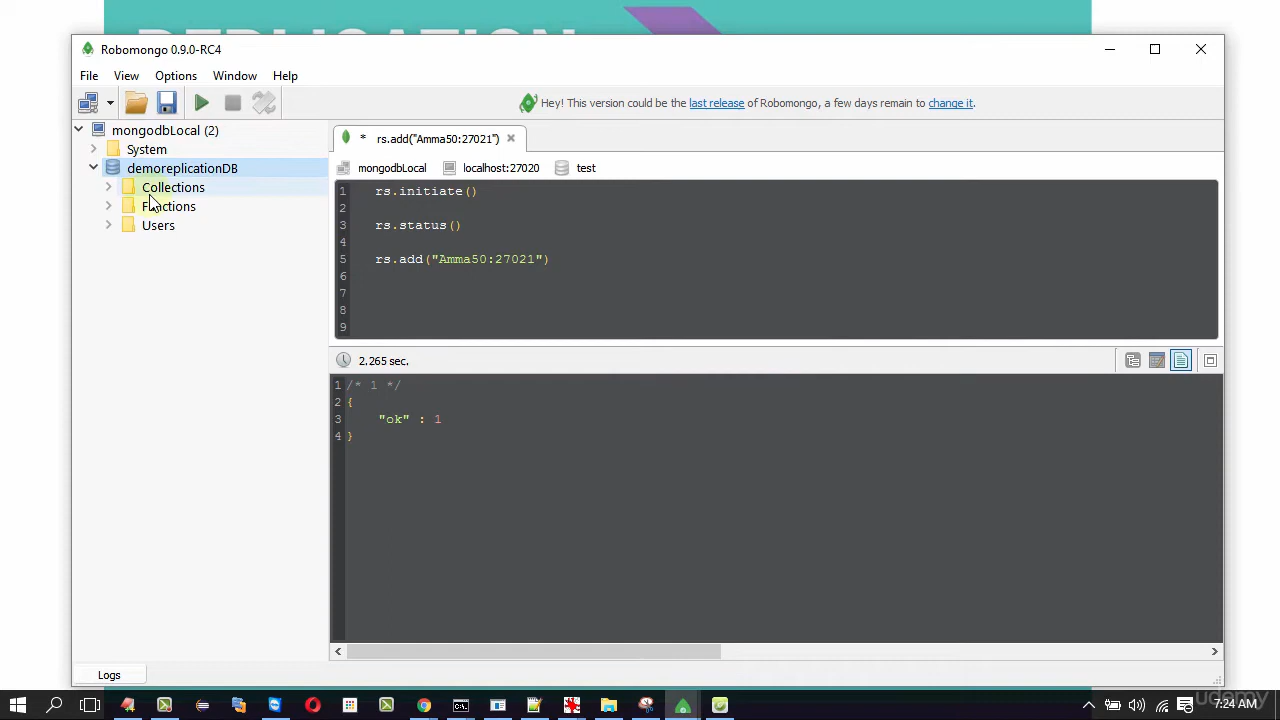 REPLICATION
Robomongo 0.9.0-RC4
File View Options Window Help
Hey! This version could be the last release of Robomongo, a few days remain to change it.
mongodbLocal (2)
System
demoreplicationDB
Collections
Functions
Users
* rs.add("Amma50:27021")
mongodbLocal localhost:27020 test
1 rs.initiate()
2
3 rs.status()
4
5 rs.add("Amma50:27021")
6
7
8
9
2.265 sec.
1 /* 1 */
2 {
3 "ok" : 1
4 }
Logs
udemy
7:24 AM